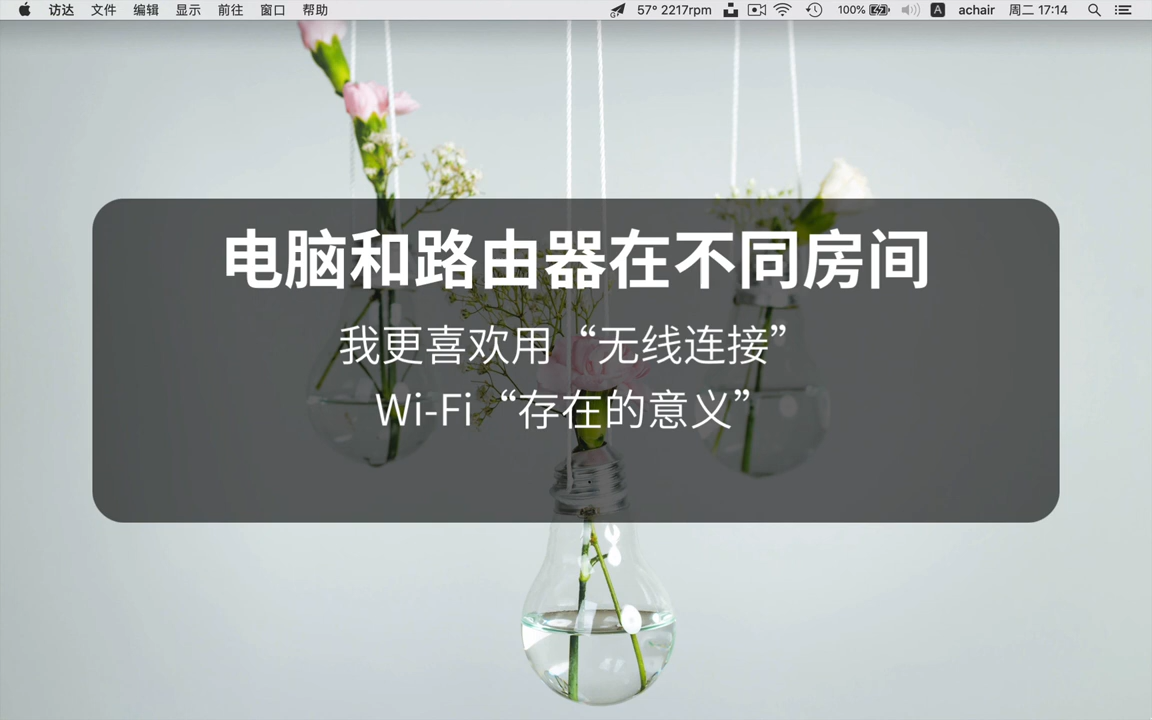 访达 文件 编辑 显示 前往 窗口 帮助 57° 2217rpm 100% A achair 周二 17:14
电脑和路由器在不同房间
我更喜欢用“无线连接”
Wi-Fi“存在的意义”